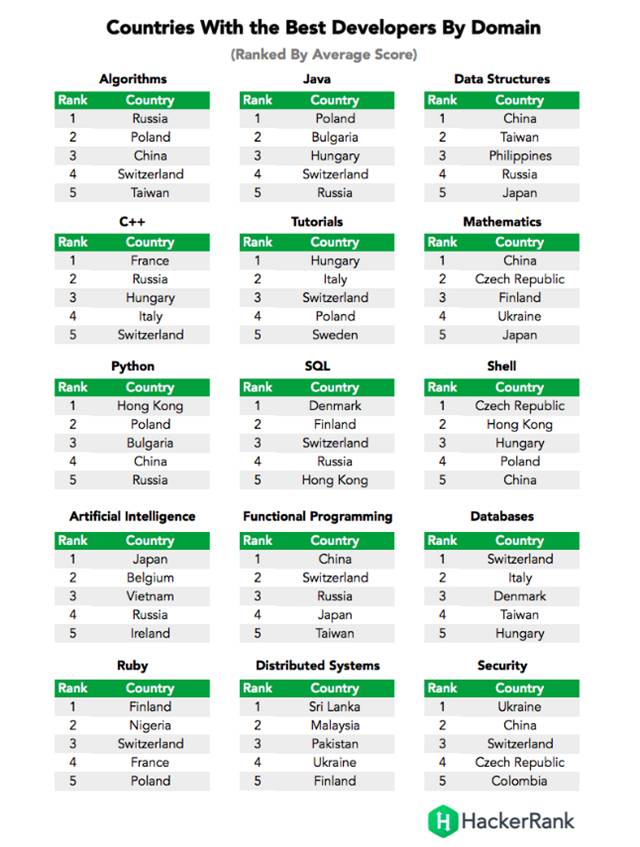 Countries With the Best Developers By Domain
(Ranked By Average Score)
Algorithms
Rank Country
1 Russia
2 Poland
3 China
4 Switzerland
5 Taiwan
Java
Rank Country
1 Poland
2 Bulgaria
3 Hungary
4 Switzerland
5 Russia
Data Structures
Rank Country
1 China
2 Taiwan
3 Philippines
4 Russia
5 Japan
C++
Rank Country
1 France
2 Russia
3 Hungary
4 Italy
5 Switzerland
Tutorials
Rank Country
1 Hungary
2 Italy
3 Switzerland
4 Poland
5 Sweden
Mathematics
Rank Country
1 China
2 Czech Republic
3 Finland
4 Ukraine
5 Japan
Python
Rank Country
1 Hong Kong
2 Poland
3 Bulgaria
4 China
5 Russia
SQL
Rank Country
1 Denmark
2 Finland
3 Switzerland
4 Russia
5 Hong Kong
Shell
Rank Country
1 Czech Republic
2 Hong Kong
3 Hungary
4 Poland
5 China
Artificial Intelligence
Rank Country
1 Japan
2 Belgium
3 Vietnam
4 Russia
5 Ireland
Functional Programming
Rank Country
1 China
2 Switzerland
3 Russia
4 Japan
5 Taiwan
Databases
Rank Country
1 Switzerland
2 Italy
3 Denmark
4 Taiwan
5 Hungary
Ruby
Rank Country
1 Finland
2 Nigeria
3 Switzerland
4 France
5 Poland
Distributed Systems
Rank Country
1 Sri Lanka
2 Malaysia
3 Pakistan
4 Ukraine
5 Finland
Security
Rank Country
1 Ukraine
2 China
3 Switzerland
4 Czech Republic
5 Colombia
H HackerRank